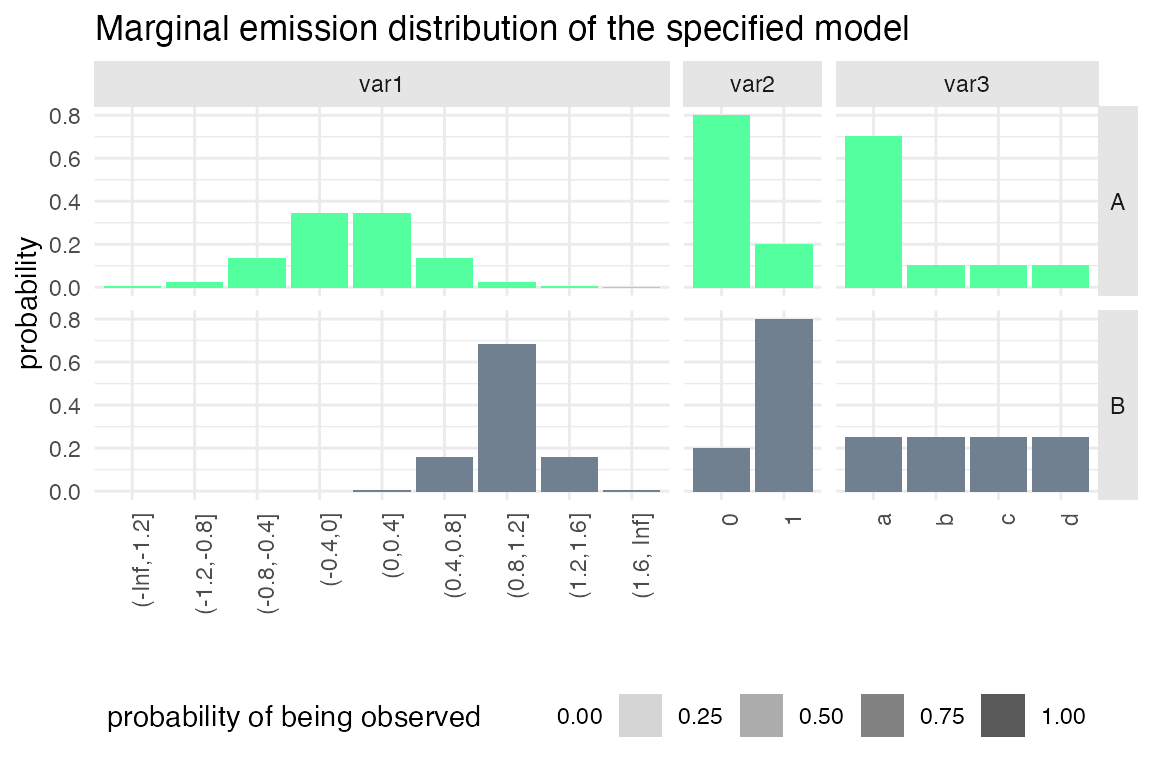 Marginal emission distribution of the specified model
var1 var2 var3
probability
0.8
0.6
0.4
0.2
0.0
A
0.8
0.6
0.4
0.2
0.0
B
(-Inf,-1.2] (-1.2,-0.8] (-0.8,-0.4] (-0.4,0] (0,0.4] (0.4,0.8] (0.8,1.2] (1.2,1.6] (1.6, Inf] 0 1 a b c d
probability of being observed 0.00 0.25 0.50 0.75 1.00